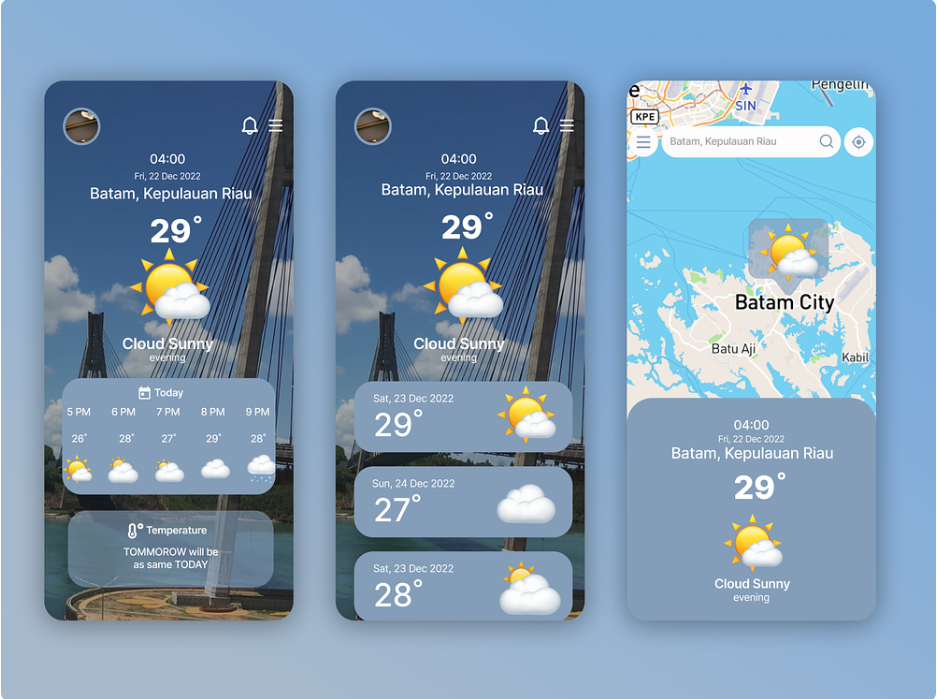 04:00
Fri, 22 Dec 2022
Batam, Kepulauan Riau
29°
Cloud Sunny
evening
Today
5 PM 6 PM 7 PM 8 PM 9 PM
26° 28° 27° 29° 28°
Temperature
TOMMOROW will be
as same TODAY
04:00
Fri, 22 Dec 2022
Batam, Kepulauan Riau
29°
Cloud Sunny
evening
Sat, 23 Dec 2022
29°
Sun, 24 Dec 2022
27°
Sat, 23 Dec 2022
28°
e
Pengelin
SIN
KPE
Batam, Kepulauan Riau
Batam City
Batu Aji
Kabil
04:00
Fri, 22 Dec 2022
Batam, Kepulauan Riau
29°
Cloud Sunny
evening